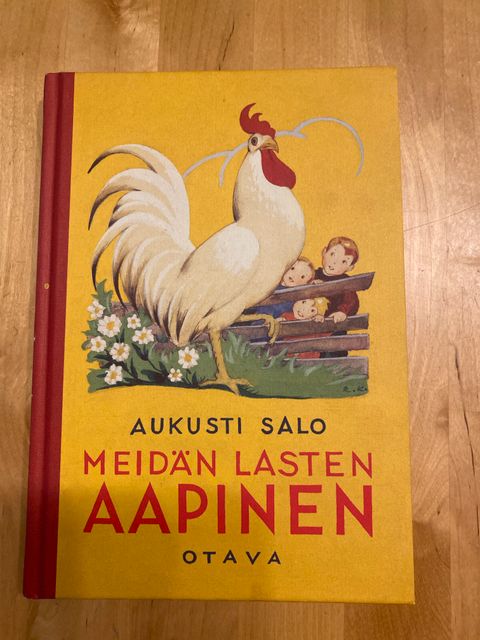 AUKUSTI SALO
MEIDÄN LASTEN
AAPINEN
OTAVA